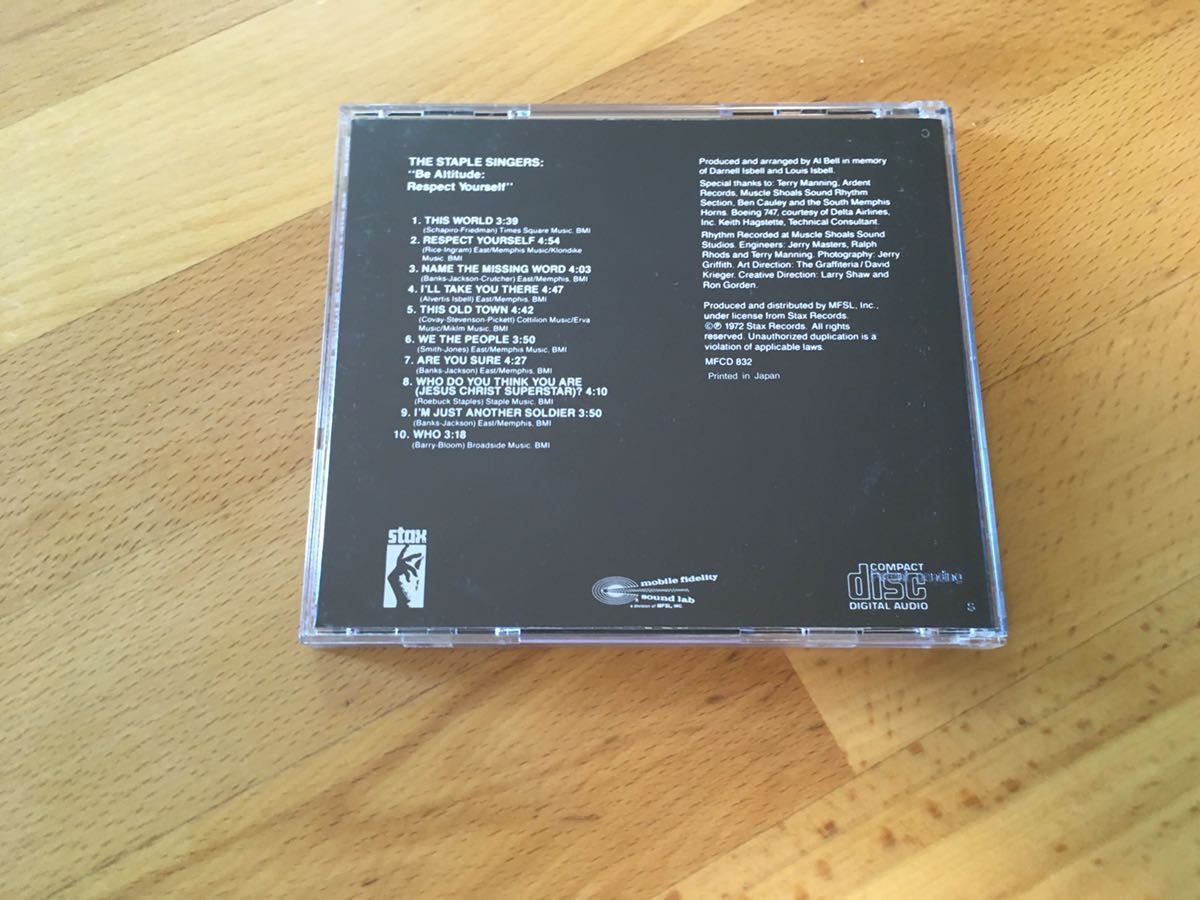 THE STAPLE SINGERS:
"Be Altitude:
Respect Yourself"
1. THIS WORLD 3:39
(Schapiro-Friedman) Times Square Music. BMI
2. RESPECT YOURSELF 4:54
(Rice-Ingram) East/Memphis Music/Klondike
Music. BMI
3. NAME THE MISSING WORD 4:03
(Banks-Jackson-Crutcher) East/Memphis, BMI
4. I'LL TAKE YOU THERE 4:47
(Alvertis Isbell) East/Memphis, BMI
5. THIS OLD TOWN 4:42
(Covay-Stevenson-Pickett) Cottilion Music/Erva
Music/Miklm Music. BMI
6. WE THE PEOPLE 3:50
(Smith-Jones) East/Memphis Music, BMI
7. ARE YOU SURE 4:27
(Banks-Jackson) East/Memphis, BMI
8. WHO DO YOU THINK YOU ARE
(JESUS CHRIST SUPERSTAR)? 4:10
(Roebuck Staples) Staple Music. BMI
9. I'M JUST ANOTHER SOLDIER 3:50
(Banks-Jackson) East/Memphis, BMI
10. WHO 3:18
(Barry-Bloom) Broadside Music. BMI
Produced and arranged by Al Bell in memory
of Darnell Isbell and Louis Isbell.
Special thanks to: Terry Manning, Ardent
Records, Muscle Shoals Sound Rhythm
Section, Ben Cauley and the South Memphis
Horns. Boeing 747, courtesy of Delta Airlines,
Inc. Keith Hagstette, Technical Consultant.
Rhythm Recorded at Muscle Shoals Sound
Studios. Engineers: Jerry Masters, Ralph
Rhods and Terry Manning. Photography: Jerry
Griffith. Art Direction: The Graffiteria/David
Krieger. Creative Direction: Larry Shaw and
Ron Gorden.
Produced and distributed by MFSL, Inc.,
under license from Stax Records.
©℗ 1972 Stax Records. All rights
reserved. Unauthorized duplication is a
violation of applicable laws.
MFCD 832
Printed in Japan
stax
mobile fidelity
sound lab
a division of MFSL, INC.
COMPACT
disc
DIGITAL AUDIO
pending
C
S